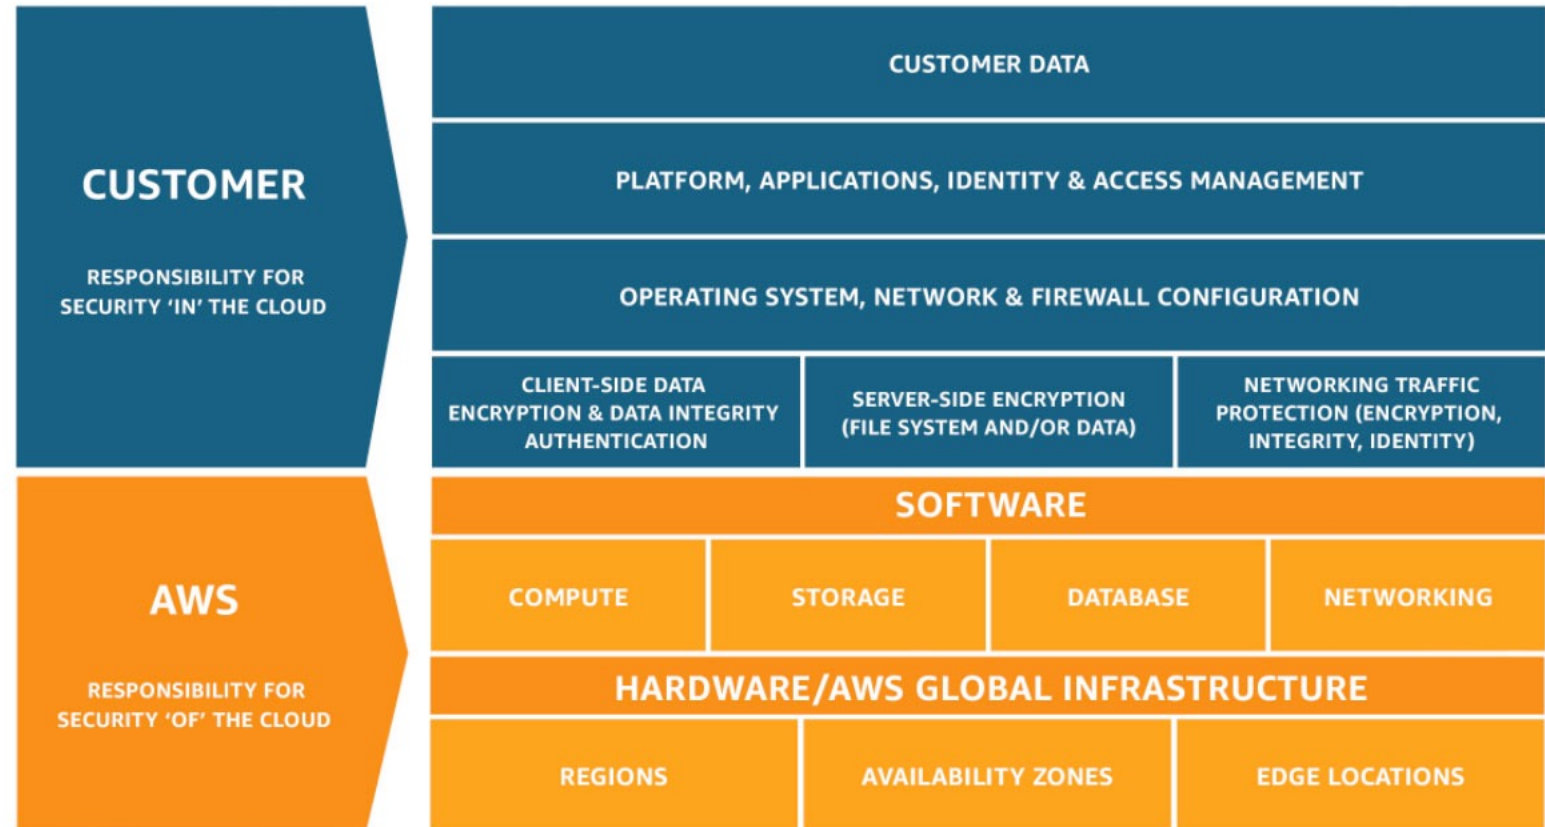 CUSTOMER
RESPONSIBILITY FOR
SECURITY ‘IN’ THE CLOUD
CUSTOMER DATA
PLATFORM, APPLICATIONS, IDENTITY & ACCESS MANAGEMENT
OPERATING SYSTEM, NETWORK & FIREWALL CONFIGURATION
CLIENT-SIDE DATA
ENCRYPTION & DATA INTEGRITY
AUTHENTICATION
SERVER-SIDE ENCRYPTION
(FILE SYSTEM AND/OR DATA)
NETWORKING TRAFFIC
PROTECTION (ENCRYPTION,
INTEGRITY, IDENTITY)
AWS
RESPONSIBILITY FOR
SECURITY ‘OF’ THE CLOUD
SOFTWARE
COMPUTE
STORAGE
DATABASE
NETWORKING
HARDWARE/AWS GLOBAL INFRASTRUCTURE
REGIONS
AVAILABILITY ZONES
EDGE LOCATIONS